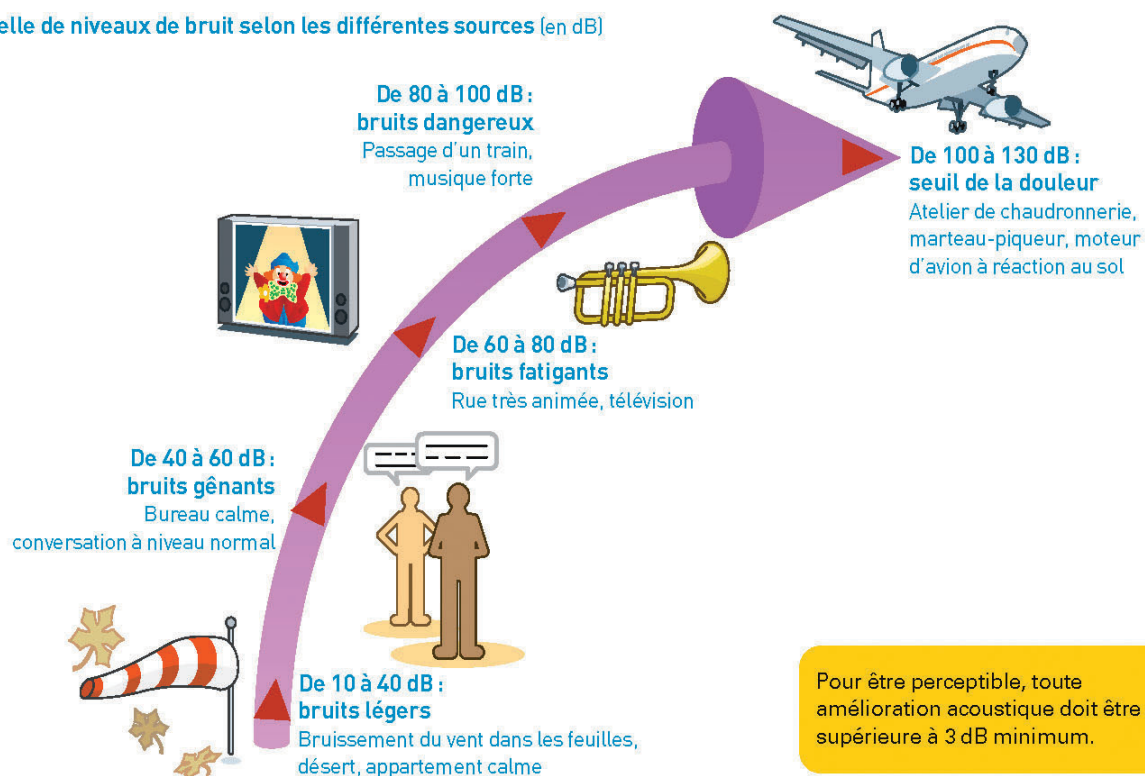 elle de niveaux de bruit selon les différentes sources (en dB)
De 80 à 100 dB :
bruits dangereux
Passage d'un train,
musique forte
De 100 à 130 dB :
seuil de la douleur
Atelier de chaudronnerie,
marteau-piqueur, moteur
d'avion à réaction au sol
De 60 à 80 dB :
bruits fatigants
Rue très animée, télévision
De 40 à 60 dB :
bruits gênants
Bureau calme,
conversation à niveau normal
De 10 à 40 dB :
bruits légers
Bruissement du vent dans les feuilles,
désert, appartement calme
Pour être perceptible, toute
amélioration acoustique doit être
supérieure à 3 dB minimum.